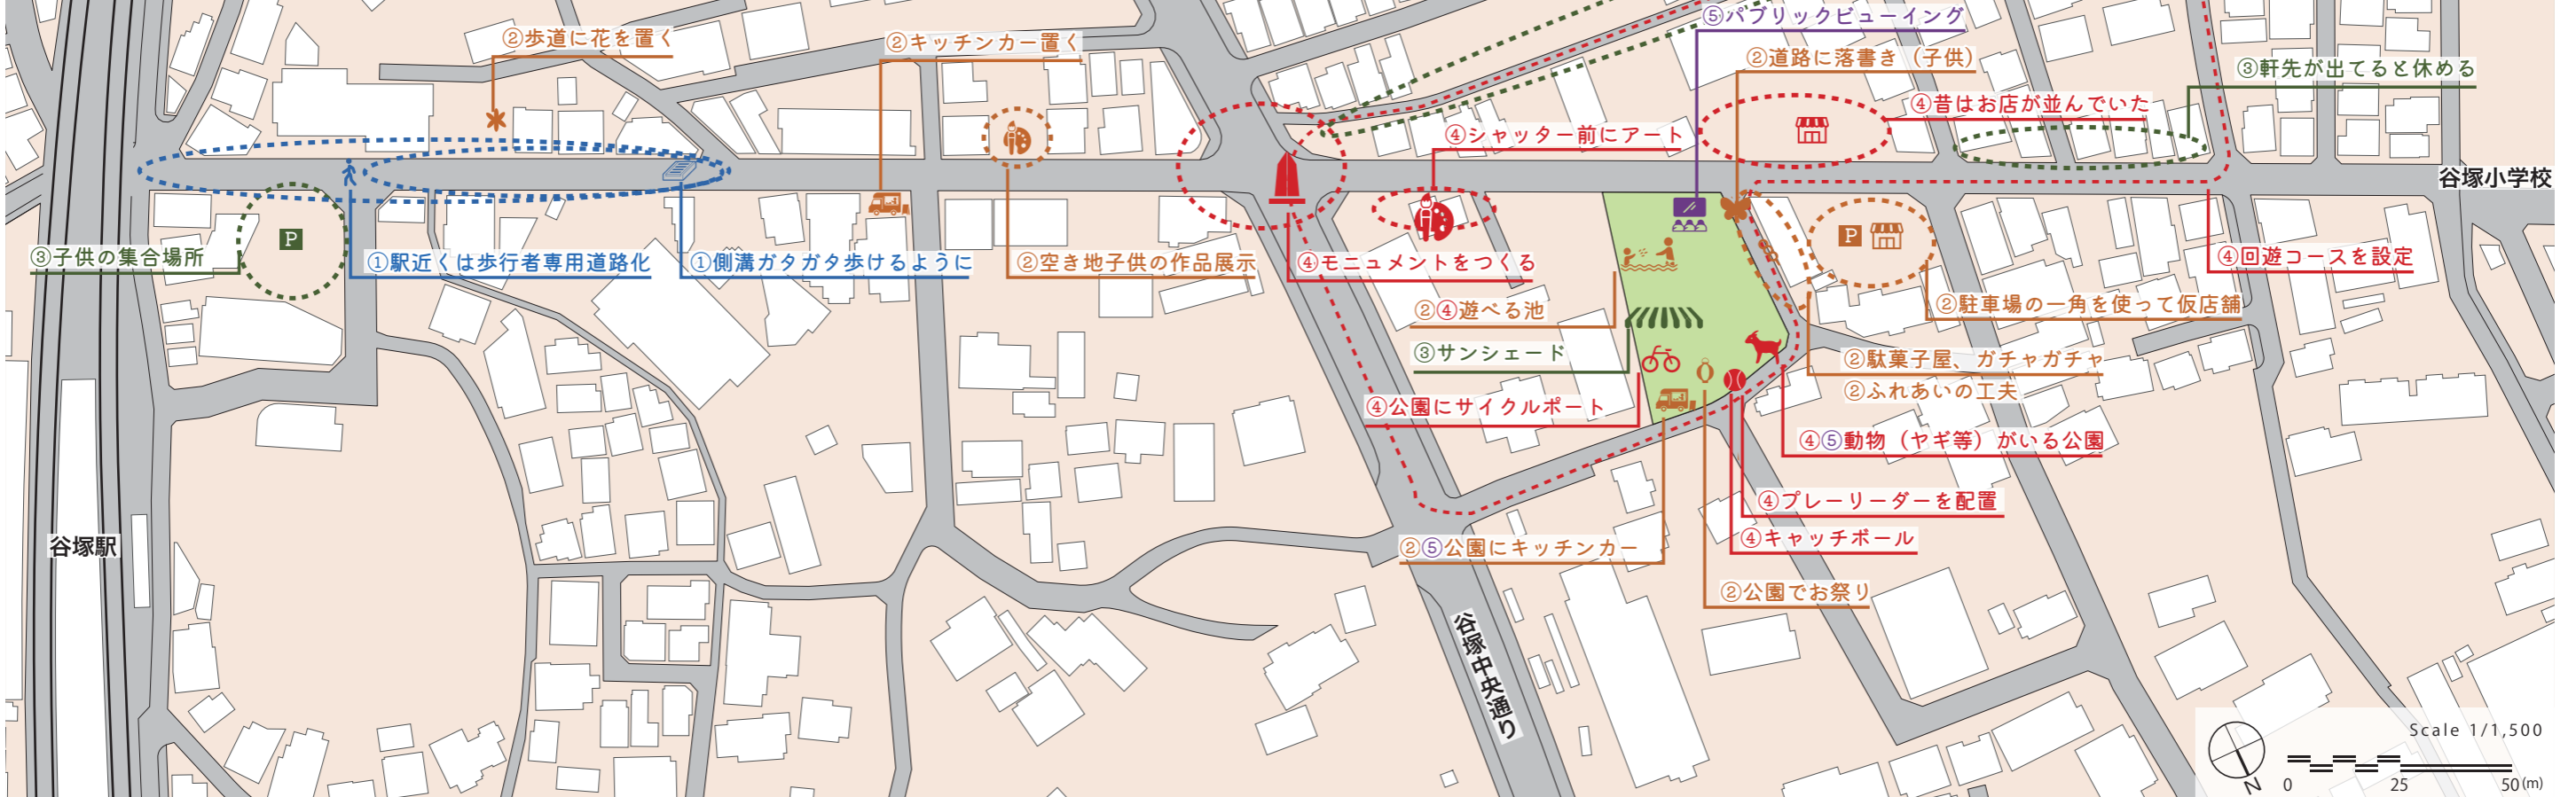 ⑤パブリックビューイング
②歩道に花を置く
②キッチンカー置く
②道路に落書き（子供）
③軒先が出てると休める
④昔はお店が並んでいた
④シャッター前にアート
谷塚小学校
P
P
③子供の集合場所
①駅近くは歩行者専用道路化
①側溝ガタガタ歩けるように
②空き地子供の作品展示
④モニュメントをつくる
④回遊コースを設定
②④遊べる池
②駐車場の一角を使って仮店舗
③サンシェード
②駄菓子屋、ガチャガチャ
②ふれあいの工夫
④公園にサイクルポート
④⑤動物（ヤギ等）がいる公園
④プレーリーダーを配置
④キャッチボール
谷塚駅
②⑤公園にキッチンカー
②公園でお祭り
谷塚中央通り
Scale 1/1,500
N
0 25 50(m)